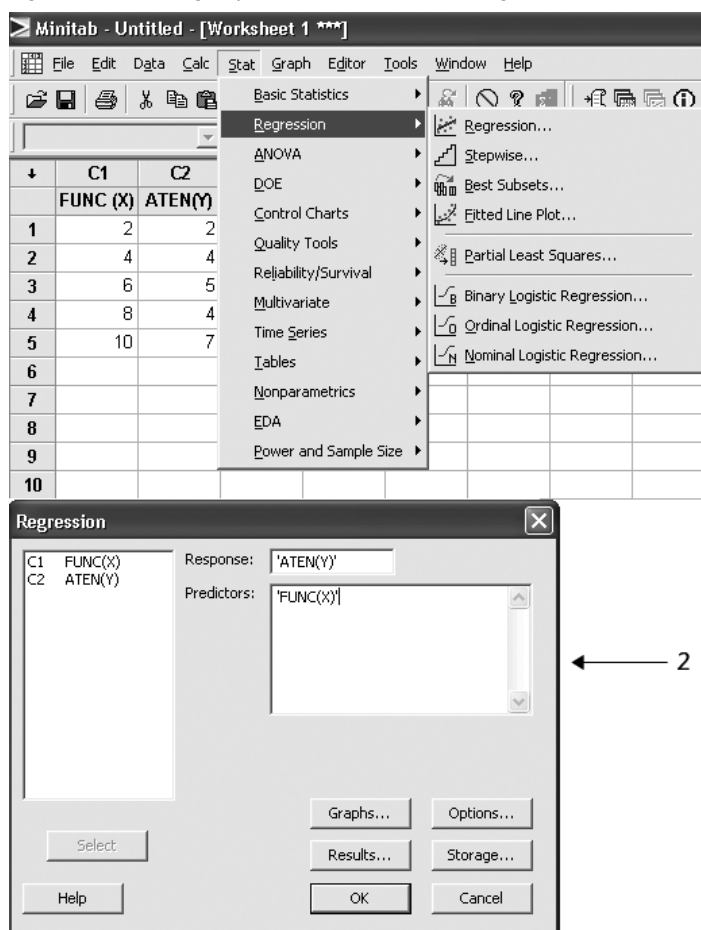 Minitab - Untitled - [Worksheet 1 ***]
File Edit Data Calc Stat Graph Editor Tools Window Help
Basic Statistics
Regression
ANOVA
DOE
Control Charts
Quality Tools
Reliability/Survival
Multivariate
Time Series
Tables
Nonparametrics
EDA
Power and Sample Size
Regression...
Stepwise...
Best Subsets...
Fitted Line Plot...
Partial Least Squares...
Binary Logistic Regression...
Ordinal Logistic Regression...
Nominal Logistic Regression...
C1 C2
FUNC (X) ATEN(Y)
1 2 2
2 4 4
3 6 5
4 8 4
5 10 7
6
7
8
9
10
Regression
C1 FUNC(X)
C2 ATEN(Y)
Response: 'ATEN(Y)'
Predictors: 'FUNC(X)'
2
Graphs... Options...
Select
Results... Storage...
Help OK Cancel